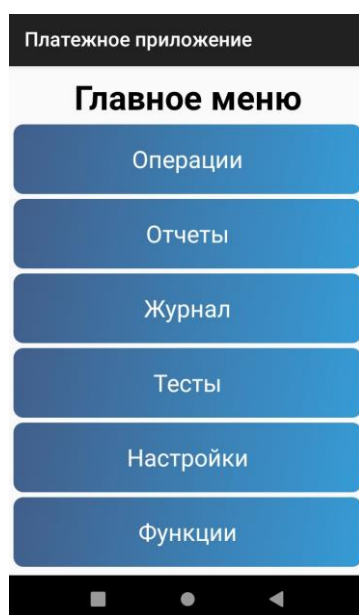 Платежное приложение
Главное меню
Операции
Отчеты
Журнал
Тесты
Настройки
Функции